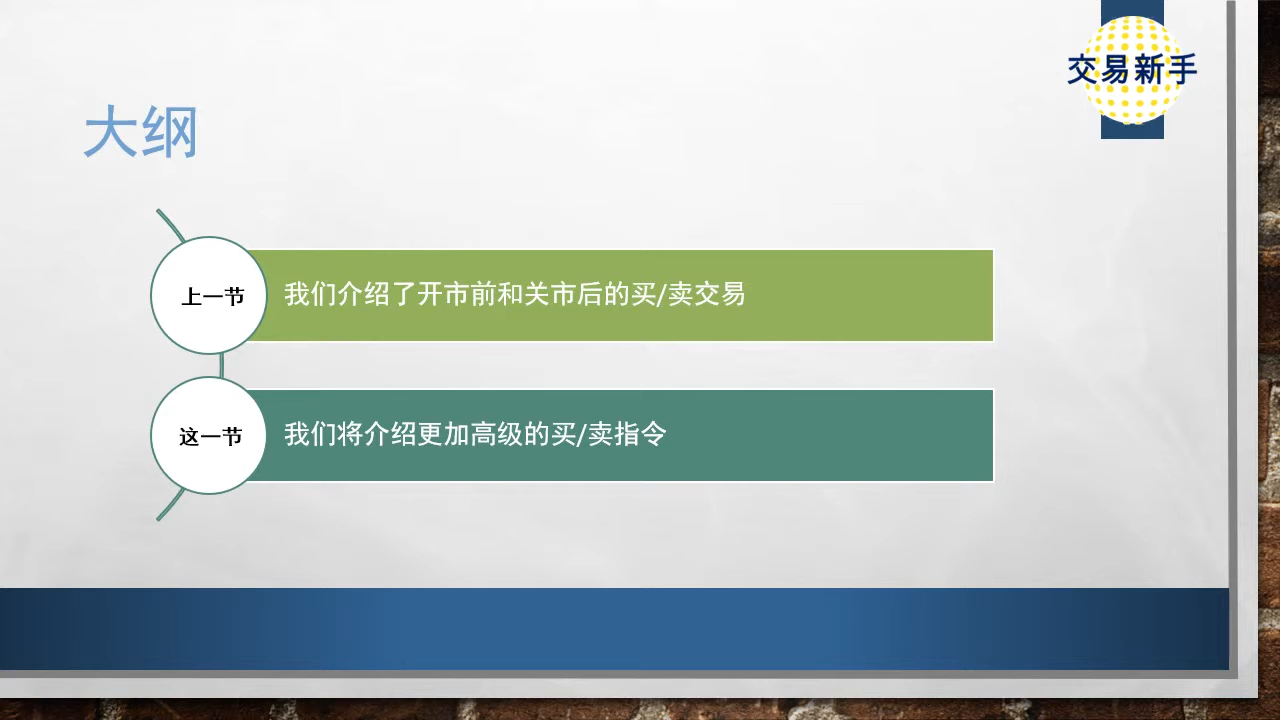 交易新手
大纲
上一节
我们介绍了开市前和关市后的买/卖交易
这一节
我们将介绍更加高级的买/卖指令